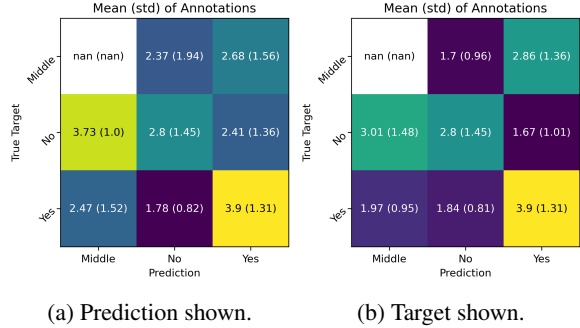 Mean (std) of Annotations
Middle nan (nan) 2.37 (1.94) 2.68 (1.56)
No 3.73 (1.0) 2.8 (1.45) 2.41 (1.36)
Yes 2.47 (1.52) 1.78 (0.82) 3.9 (1.31)
True Target
Middle No Yes
Prediction
(a) Prediction shown.
Mean (std) of Annotations
Middle nan (nan) 1.7 (0.96) 2.86 (1.36)
No 3.01 (1.48) 2.8 (1.45) 1.67 (1.01)
Yes 1.97 (0.95) 1.84 (0.81) 3.9 (1.31)
True Target
Middle No Yes
Prediction
(b) Target shown.